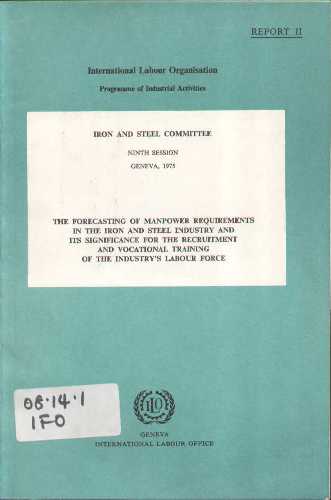 REPORT II
International Labour Organisation
Programme of Industrial Activities
IRON AND STEEL COMMITTEE
NINTH SESSION
GENEVA, 1975
THE FORECASTING OF MANPOWER REQUIREMENTS
IN THE IRON AND STEEL INDUSTRY AND
ITS SIGNIFICANCE FOR THE RECRUITMENT
AND VOCATIONAL TRAINING
OF THE INDUSTRY'S LABOUR FORCE
08.14.1
IFO
ILO
GENEVA
INTERNATIONAL LABOUR OFFICE